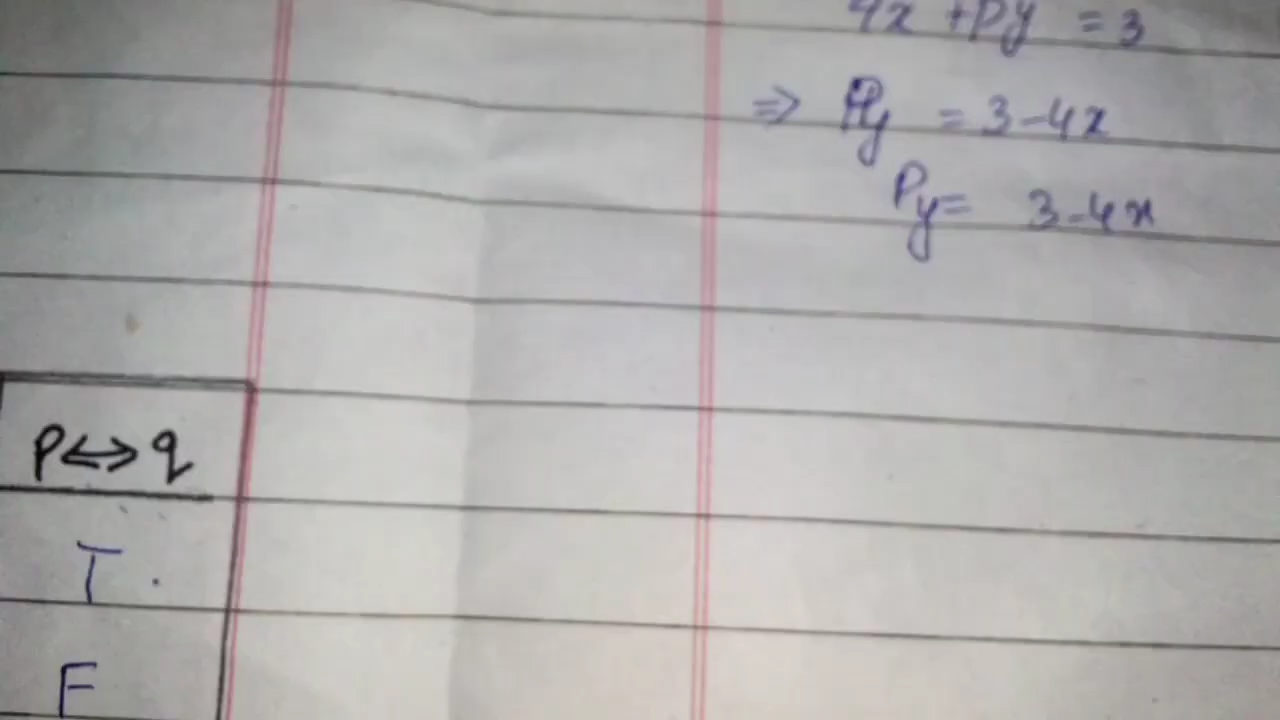 4x + py = 3
⇒ Py = 3-4x
Py = 3-4x
P↔q
T
F